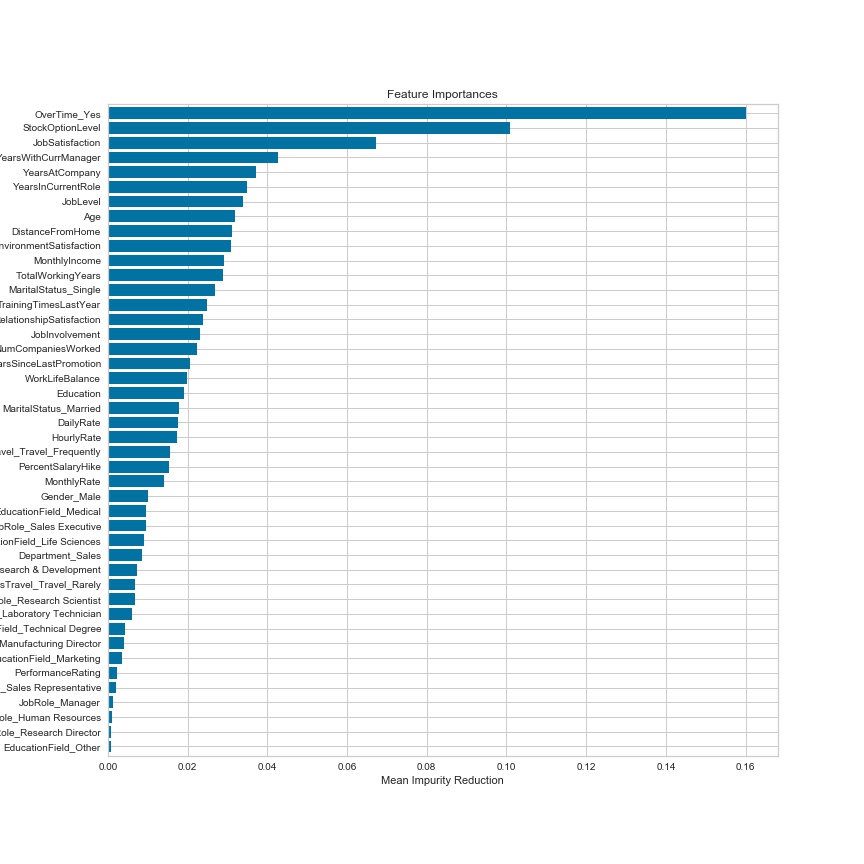 Feature Importances
OverTime_Yes
StockOptionLevel
JobSatisfaction
YearsWithCurrManager
YearsAtCompany
YearsInCurrentRole
JobLevel
Age
DistanceFromHome
nvironmentSatisfaction
MonthlyIncome
TotalWorkingYears
MaritalStatus_Single
TrainingTimesLastYear
elationshipSatisfaction
JobInvolvement
NumCompaniesWorked
arsSinceLastPromotion
WorkLifeBalance
Education
MaritalStatus_Married
DailyRate
HourlyRate
vel_Travel_Frequently
PercentSalaryHike
MonthlyRate
Gender_Male
EducationField_Medical
bRole_Sales Executive
ionField_Life Sciences
Department_Sales
search & Development
sTravel_Travel_Rarely
ole_Research Scientist
_Laboratory Technician
Field_Technical Degree
Manufacturing Director
ucationField_Marketing
PerformanceRating
_Sales Representative
JobRole_Manager
ole_Human Resources
Role_Research Director
EducationField_Other
0.00 0.02 0.04 0.06 0.08 0.10 0.12 0.14 0.16
Mean Impurity Reduction